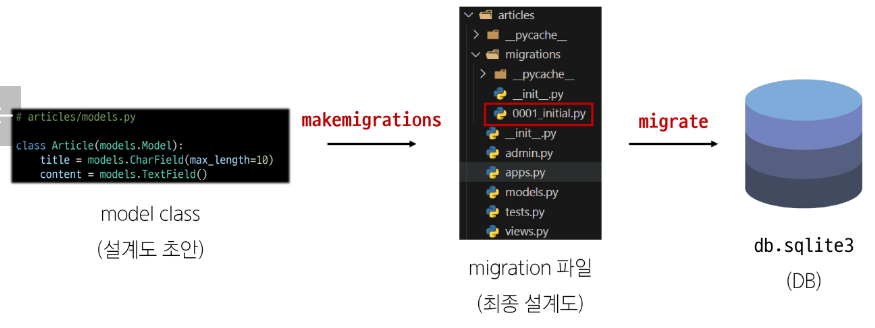 # articles/models.py
class Article(models.Model):
title = models.CharField(max_length=10)
content = models.TextField()
model class
(설계도 초안)
makemigrations
articles
__pycache__
migrations
__pycache__
__init__.py
0001_initial.py
__init__.py
admin.py
apps.py
models.py
tests.py
views.py
migration 파일
(최종 설계도)
migrate
db.sqlite3
(DB)